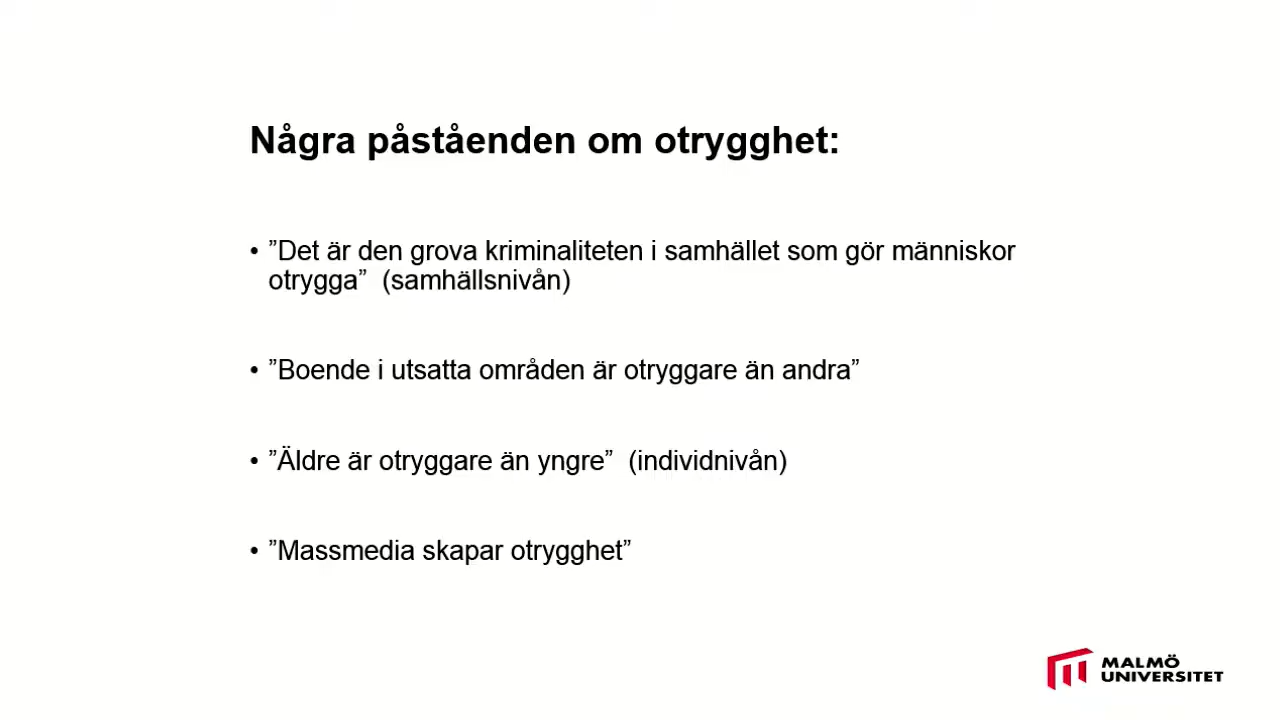 Några påståenden om otrygghet:
• ”Det är den grova kriminaliteten i samhället som gör människor
otrygga” (samhällsnivån)
• ”Boende i utsatta områden är otryggare än andra”
• ”Äldre är otryggare än yngre” (individnivån)
• ”Massmedia skapar otrygghet”
MALMÖ
UNIVERSITET